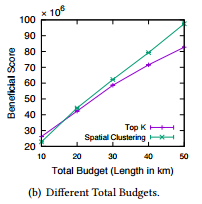 × 10^6
100
90
80
70
60
50
40
30
20
Beneficial Score
Top K
Spatial Clustering
10 20 30 40 50
Total Budget (Length in km)
(b) Different Total Budgets.